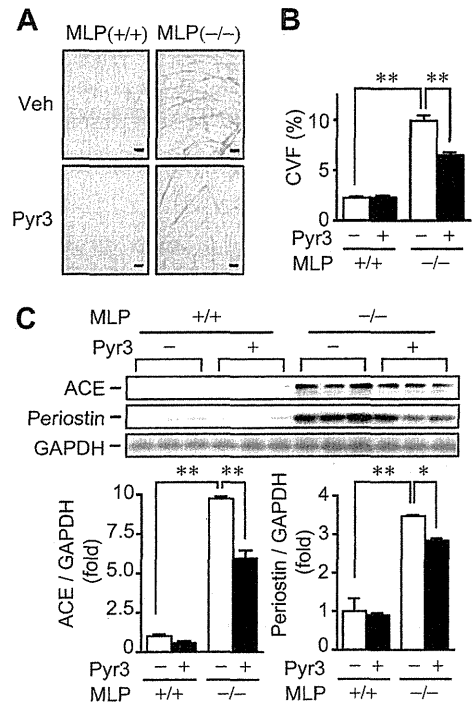 A
MLP(+/+) MLP(−/−)
Veh
Pyr3
B
** **
CVF (%)
10
5
0
Pyr3 − + − +
MLP +/+ −/−
C
MLP +/+ −/−
Pyr3 − + − +
ACE
Periostin
GAPDH
** **
ACE / GAPDH
(fold)
10
7.5
5.0
2.5
0
Pyr3 − + − +
MLP +/+ −/−
** *
Periostin / GAPDH
(fold)
4
3
2
1
0
Pyr3 − + − +
MLP +/+ −/−